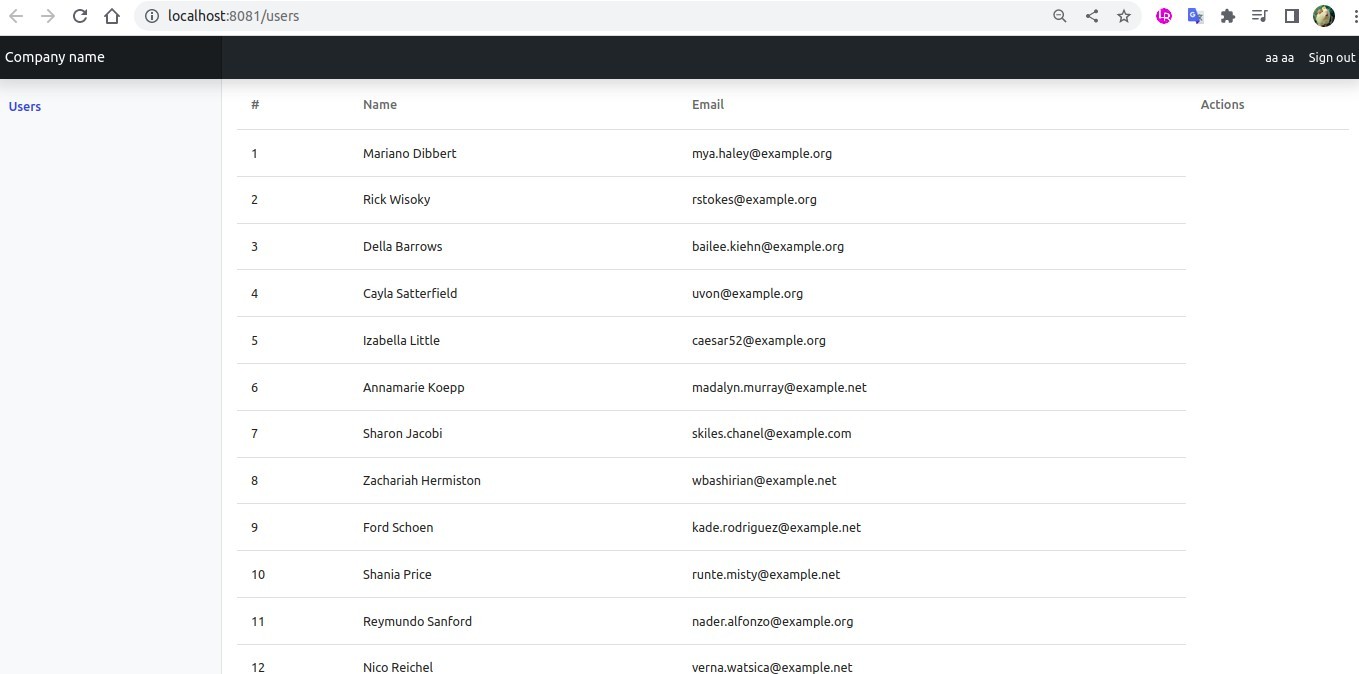 localhost:8081/users
Company name
aa aa Sign out
Users
# Name Email Actions
1 Mariano Dibbert mya.haley@example.org
2 Rick Wisoky rstokes@example.org
3 Della Barrows bailee.kiehn@example.org
4 Cayla Satterfield uvon@example.org
5 Izabella Little caesar52@example.org
6 Annamarie Koepp madalyn.murray@example.net
7 Sharon Jacobi skiles.chanel@example.com
8 Zachariah Hermiston wbashirian@example.net
9 Ford Schoen kade.rodriguez@example.net
10 Shania Price runte.misty@example.net
11 Reymundo Sanford nader.alfonzo@example.org
12 Nico Reichel verna.watsica@example.net